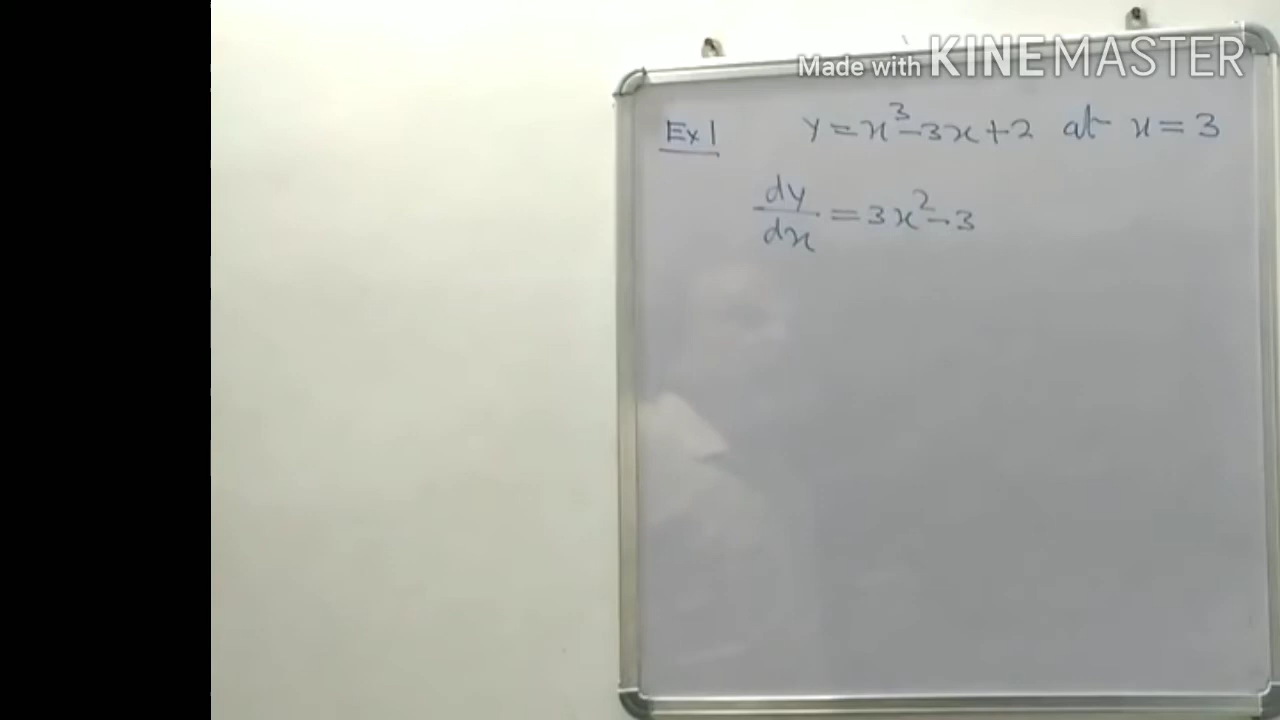 Made with KINEMASTER
Ex 1 y = x³ - 3x + 2 at x = 3
dy/dx = 3x² - 3